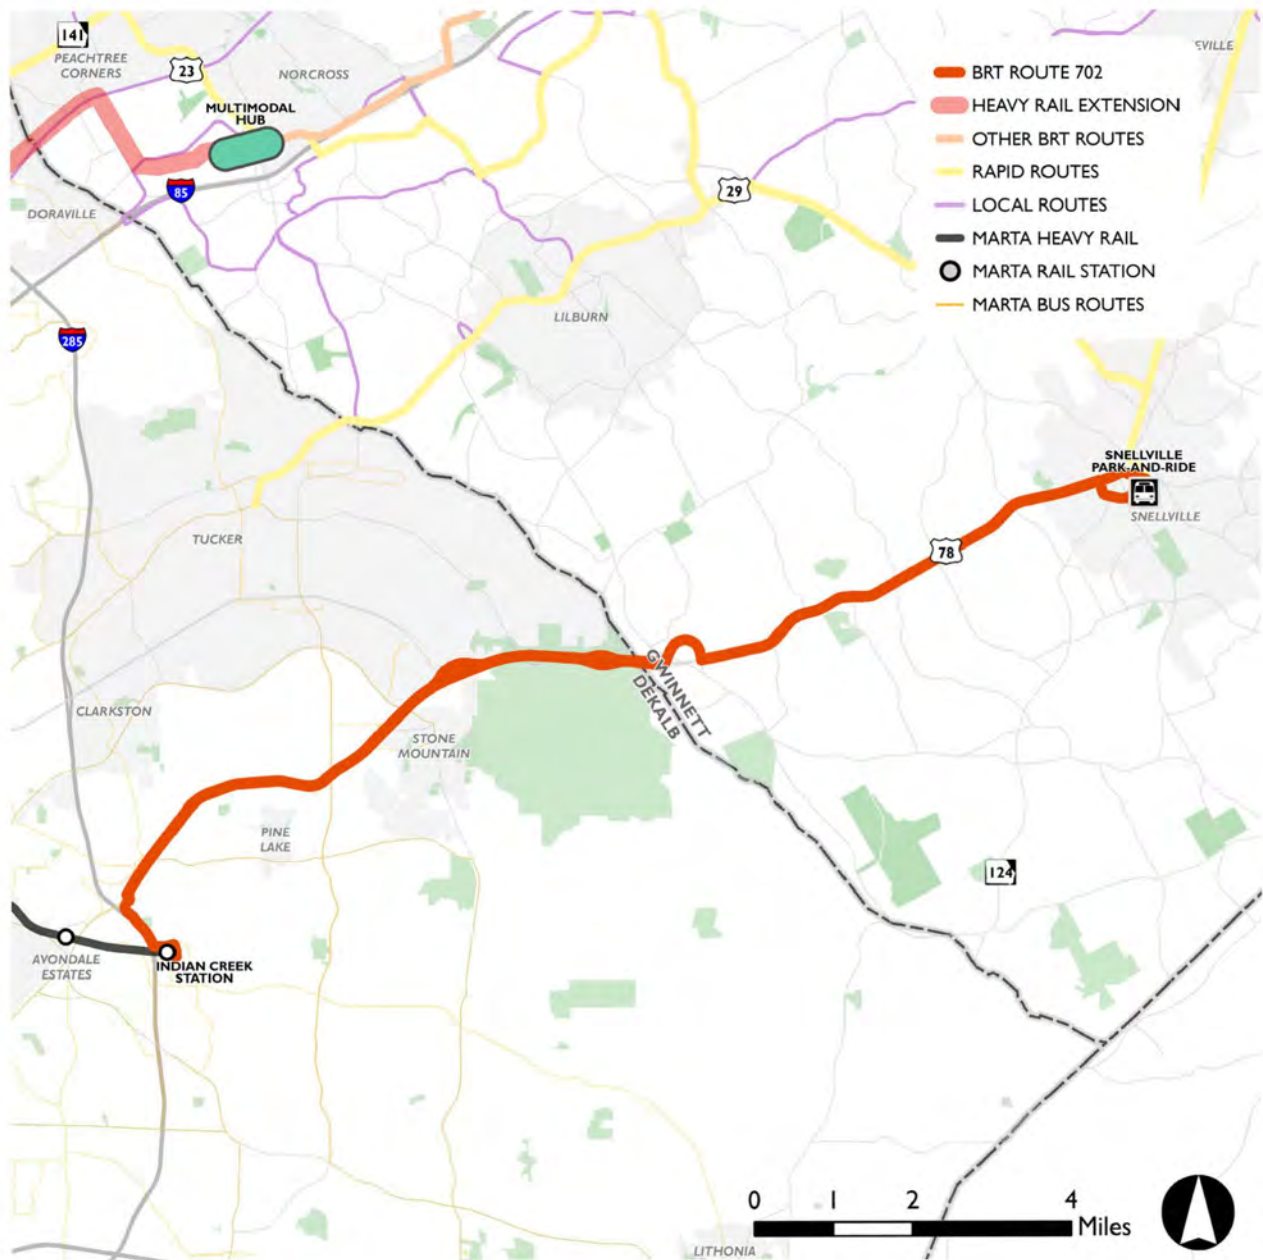 141
PEACHTREE
CORNERS
23
NORCROSS
MULTIMODAL
HUB
EVILLE
BRT ROUTE 702
HEAVY RAIL EXTENSION
OTHER BRT ROUTES
RAPID ROUTES
LOCAL ROUTES
MARTA HEAVY RAIL
MARTA RAIL STATION
MARTA BUS ROUTES
85
29
DORAVILLE
LILBURN
285
SNELLVILLE
PARK-AND-RIDE
SNELLVILLE
TUCKER
78
GWINNETT
DEKALB
CLARKSTON
STONE
MOUNTAIN
PINE
LAKE
124
AVONDALE
ESTATES
INDIAN CREEK
STATION
0 1 2 4
Miles
LITHONIA